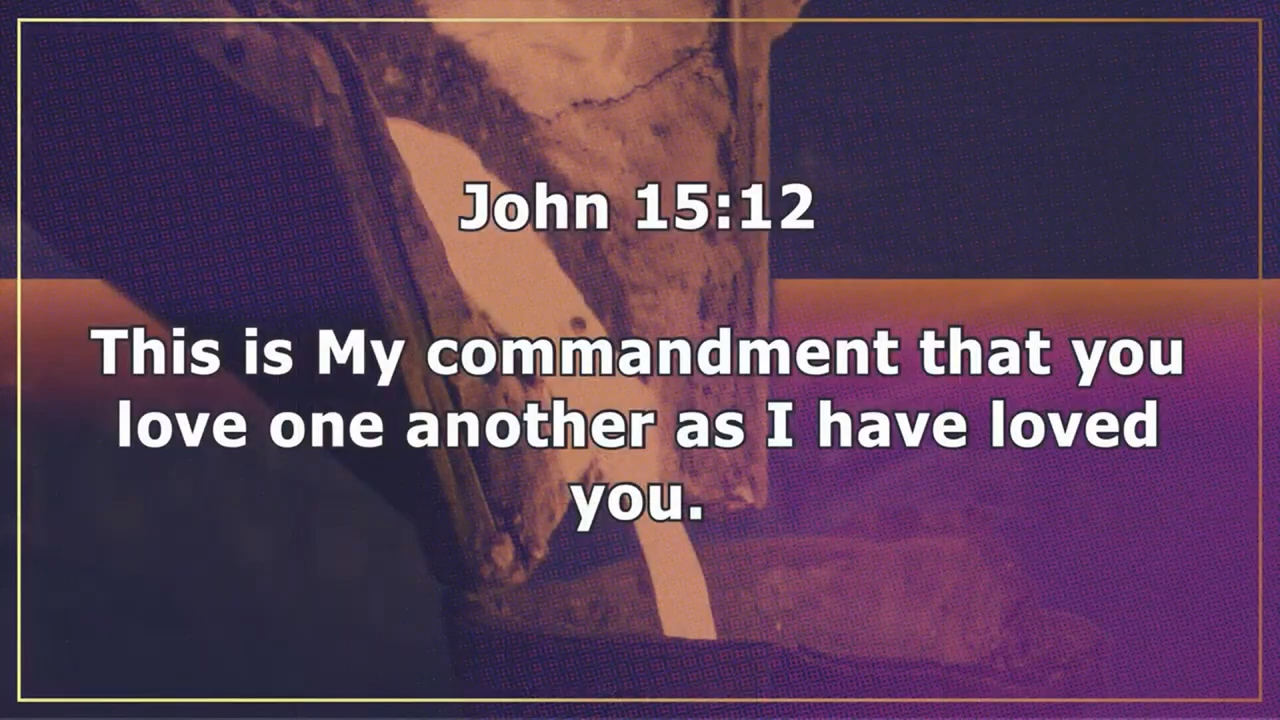 John 15:12
This is My commandment that you
love one another as I have loved
you.